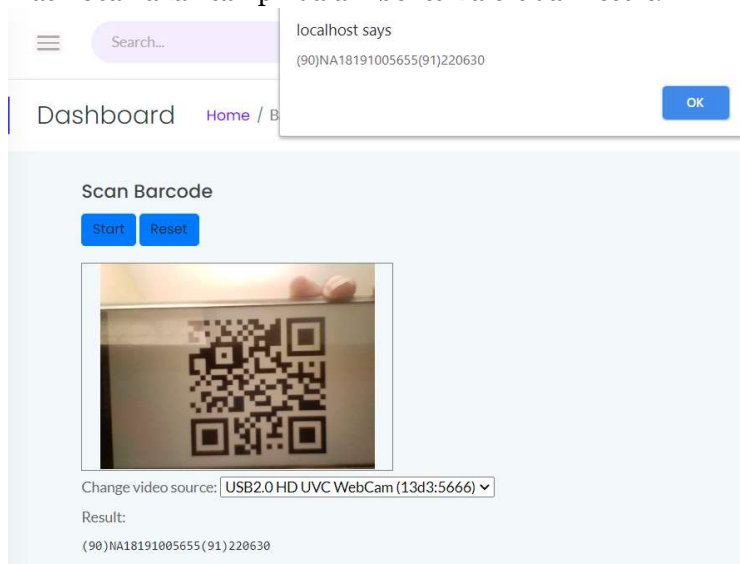 Search...
localhost says
(90)NA18191005655(91)220630
OK
Dashboard Home / B
Scan Barcode
Start Reset
Change video source: USB2.0 HD UVC WebCam (13d3:5666)
Result:
(90)NA18191005655(91)220630